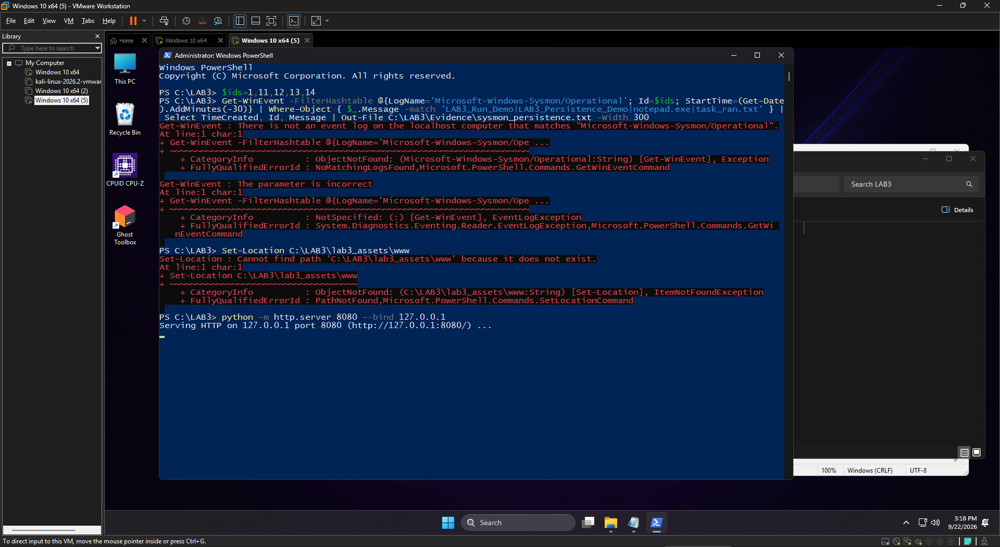 Windows 10 x64 (5) - VMware Workstation
File Edit View VM Tabs Help
Library
Type here to search
My Computer
Windows 10 x64
kali-linux-2026.2-vmwar
Windows 10 x64 (2)
Windows 10 x64 (5)
Home
Windows 10 x64
Windows 10 x64 (5)
This PC
Recycle Bin
CPUID CPU-Z
Ghost
Toolbox
Administrator: Windows PowerShell
Windows PowerShell
Copyright (C) Microsoft Corporation. All rights reserved.
PS C:\LAB3> $ids=1,11,12,13,14
PS C:\LAB3> Get-WinEvent -FilterHashtable @{LogName='Microsoft-Windows-Sysmon/Operational'; Id=$ids; StartTime=(Get-Date
).AddMinutes(-30)} | Where-Object { $_.Message -match 'LAB3_Run_Demo|LAB3_Persistence_Demo|notepad.exe|task_ran.txt' } |
Select TimeCreated, Id, Message | Out-File C:\LAB3\Evidence\sysmon_persistence.txt -Width 300
Get-WinEvent : There is not an event log on the localhost computer that matches "Microsoft-Windows-Sysmon/Operational".
At line:1 char:1
+ Get-WinEvent -FilterHashtable @{LogName='Microsoft-Windows-Sysmon/Ope ...
+ ~~~~~~~~~~~~~~~~~~~~~~~~~~~~~~~~~~~~~~~~~~~~~~~~~~~~~~~~~~~~~~~~~~~~~
+ CategoryInfo : ObjectNotFound: (Microsoft-Windows-Sysmon/Operational:String) [Get-WinEvent], Exception
+ FullyQualifiedErrorId : NoMatchingLogsFound,Microsoft.PowerShell.Commands.GetWinEventCommand
Get-WinEvent : The parameter is incorrect
At line:1 char:1
+ Get-WinEvent -FilterHashtable @{LogName='Microsoft-Windows-Sysmon/Ope ...
+ ~~~~~~~~~~~~~~~~~~~~~~~~~~~~~~~~~~~~~~~~~~~~~~~~~~~~~~~~~~~~~~~~~~~~~
+ CategoryInfo : NotSpecified: (:) [Get-WinEvent], EventLogException
+ FullyQualifiedErrorId : System.Diagnostics.Eventing.Reader.EventLogException,Microsoft.PowerShell.Commands.GetWi
nEventCommand
PS C:\LAB3> Set-Location C:\LAB3\lab3_assets\www
Set-Location : Cannot find path 'C:\LAB3\lab3_assets\www' because it does not exist.
At line:1 char:1
+ Set-Location C:\LAB3\lab3_assets\www
+ ~~~~~~~~~~~~~~~~~~~~~~~~~~~~~~~~~~~~
+ CategoryInfo : ObjectNotFound: (C:\LAB3\lab3_assets\www:String) [Set-Location], ItemNotFoundException
+ FullyQualifiedErrorId : PathNotFound,Microsoft.PowerShell.Commands.SetLocationCommand
PS C:\LAB3> python -m http.server 8080 --bind 127.0.0.1
Serving HTTP on 127.0.0.1 port 8080 (http://127.0.0.1:8080/) ...
Search LAB3
Details
100% Windows (CRLF) UTF-8
Search
3:18 PM
9/22/2026
To direct input to this VM, move the mouse pointer inside or press Ctrl+G.